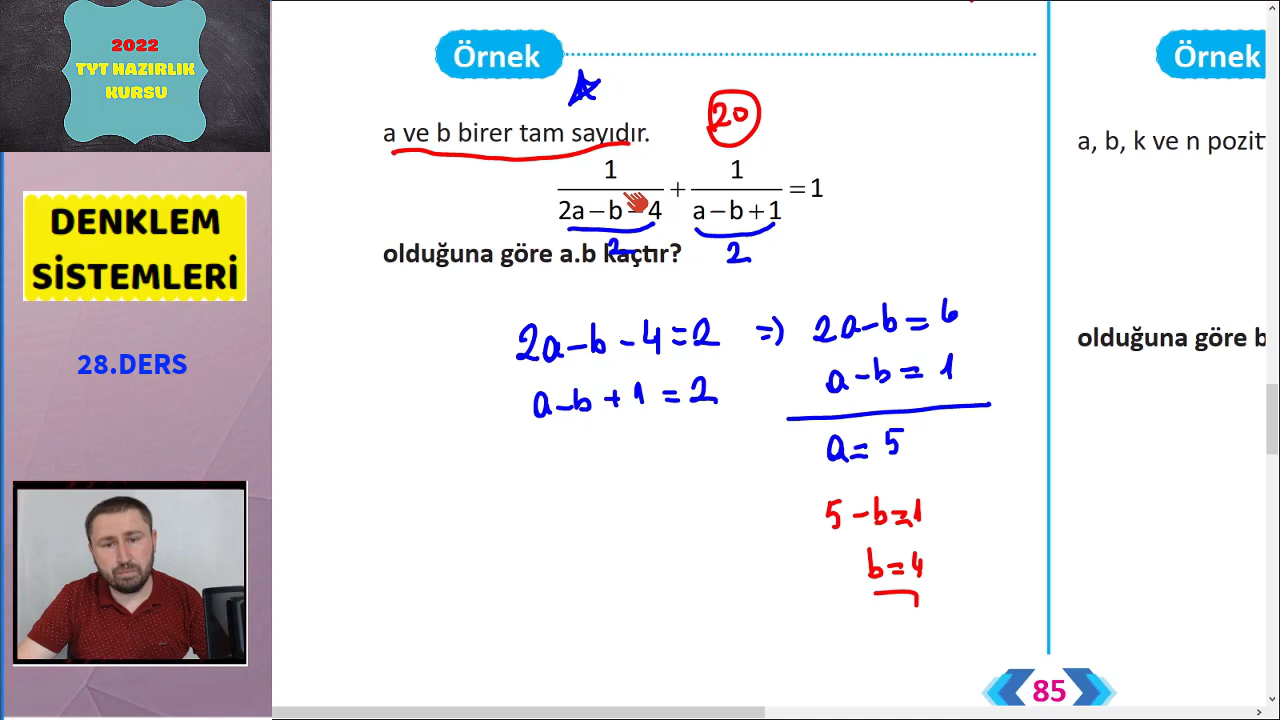 2022
TYT HAZIRLIK
KURSU
DENKLEM
SİSTEMLERİ
28.DERS
Örnek
a ve b birer tam sayıdır.
20
1/(2a−b−4) + 1/(a−b+1) = 1
2 2
olduğuna göre a.b kaçtır?
2a−b−4=2 => 2a−b=6
a−b+1=2 a−b=1
a=5
5−b=1
b=4
85
Örnek
a, b, k ve n pozit
olduğuna göre b